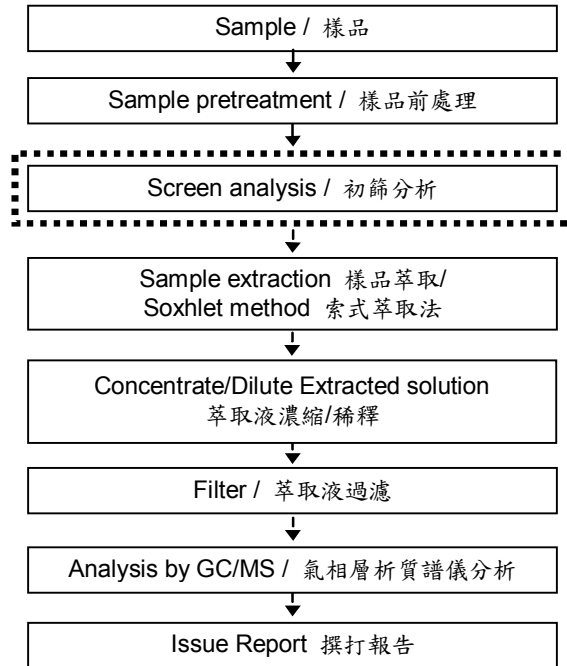 Sample / 樣品
Sample pretreatment / 樣品前處理
Screen analysis / 初篩分析
Sample extraction 樣品萃取/
Soxhlet method 索式萃取法
Concentrate/Dilute Extracted solution
萃取液濃縮/稀釋
Filter / 萃取液過濾
Analysis by GC/MS / 氣相層析質譜儀分析
Issue Report 撰打報告